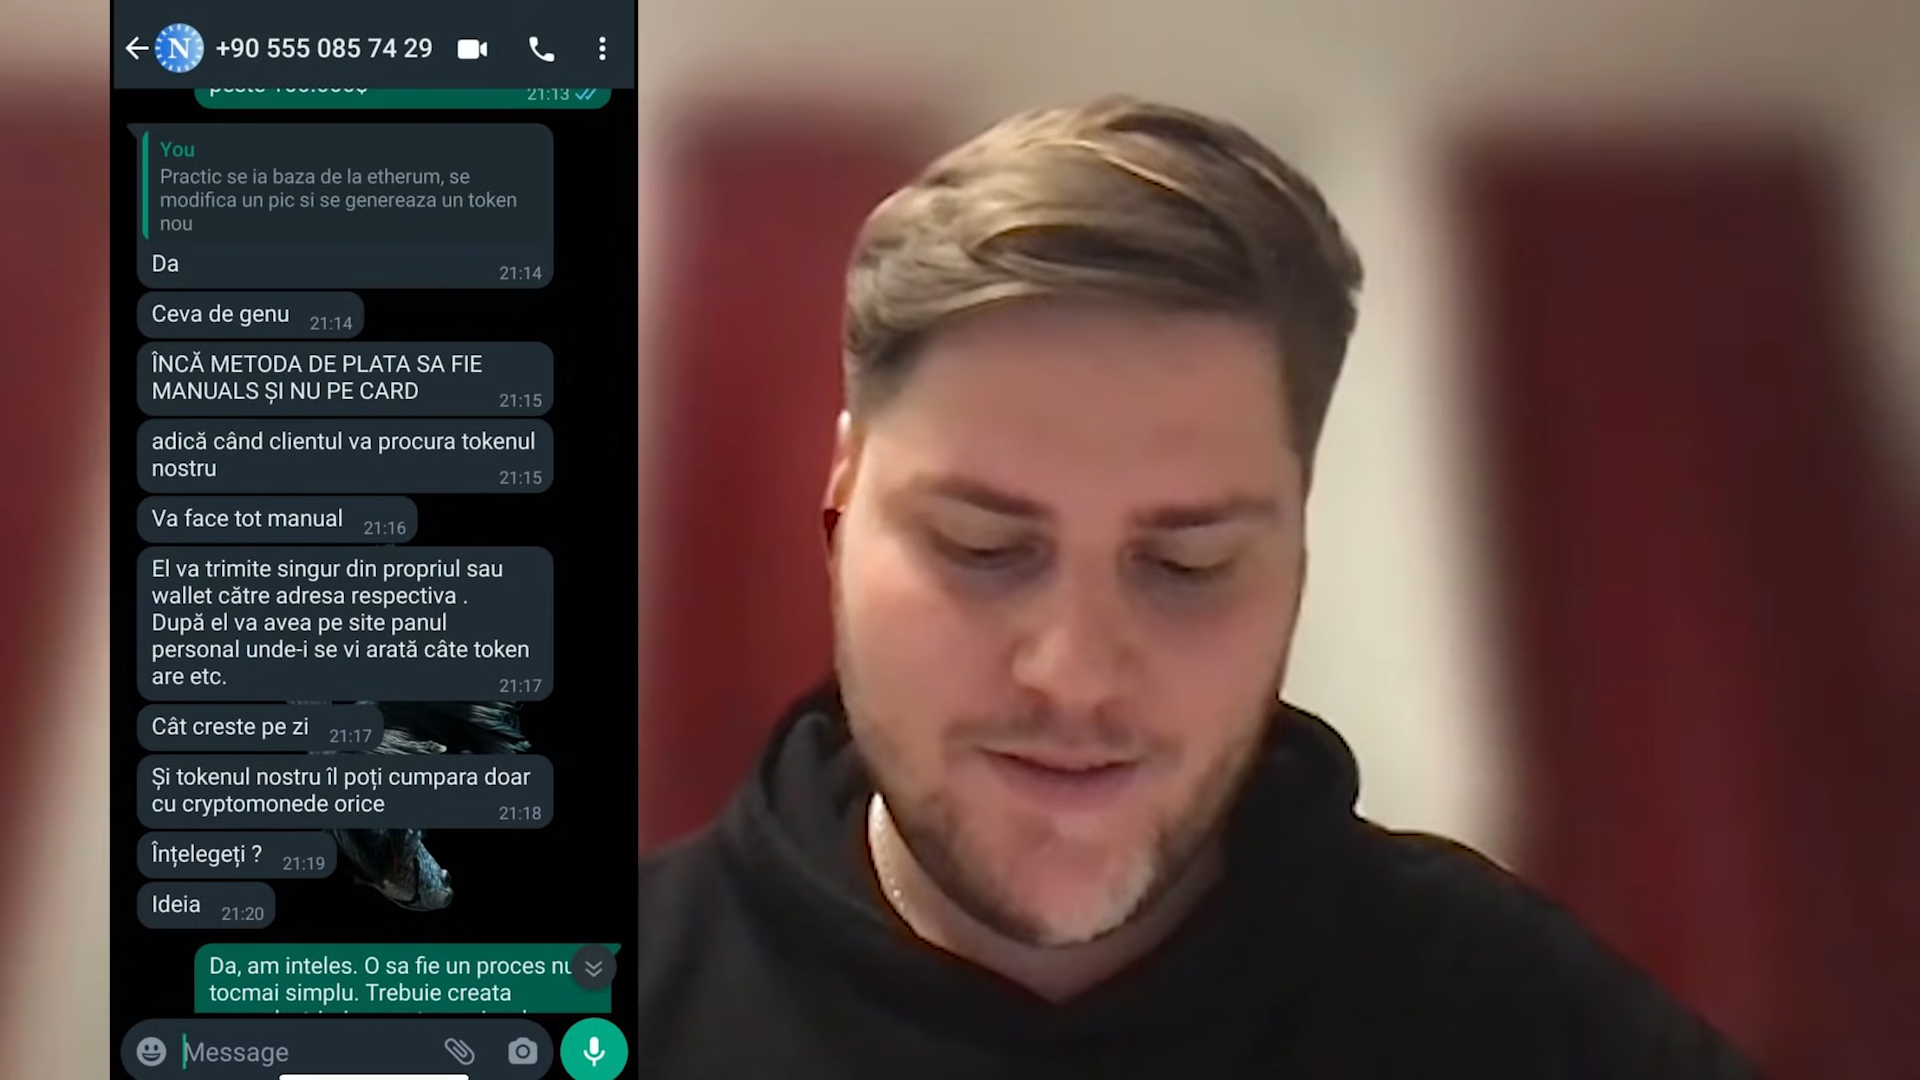 N +90 555 085 74 29
21:13
You
Practic se ia baza de la etherum, se
modifica un pic si se genereaza un token
nou
Da
21:14
Ceva de genu
21:14
ÎNCĂ METODA DE PLATA SA FIE
MANUALS ȘI NU PE CARD
21:15
adică când clientul va procura tokenul
nostru
21:15
Va face tot manual
21:16
El va trimite singur din propriul sau
wallet către adresa respectiva .
După el va avea pe site panul
personal unde-i se vi arată câte token
are etc.
21:17
Cât creste pe zi
21:17
Și tokenul nostru îl poți cumpara doar
cu cryptomonede orice
21:18
Înțelegeți ?
21:19
Ideia
21:20
Da, am inteles. O sa fie un proces nu
tocmai simplu. Trebuie creata
Message